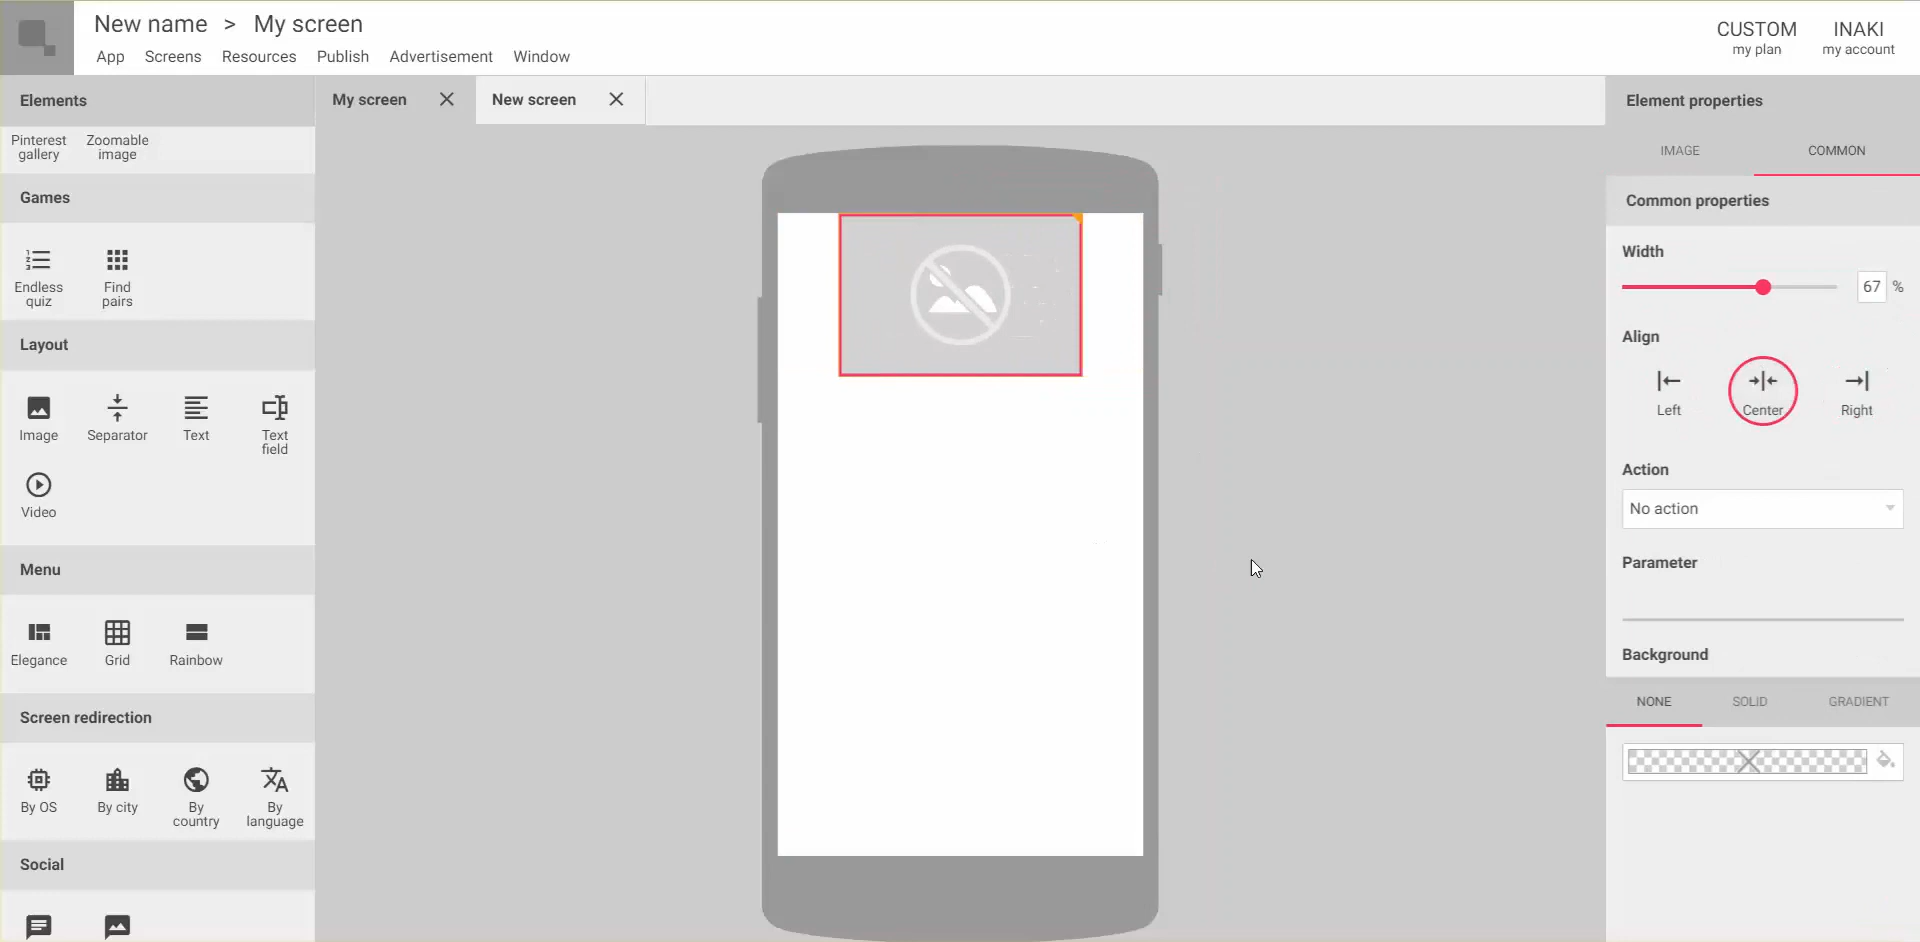 New name > My screen
App Screens Resources Publish Advertisement Window
CUSTOM
my plan
INAKI
my account
Elements
Pinterest
gallery
Zoomable
image
Games
Endless
quiz
Find
pairs
Layout
Image
Separator
Text
Text
field
Video
Menu
Elegance
Grid
Rainbow
Screen redirection
By OS
By city
By
country
By
language
Social
My screen
New screen
Element properties
IMAGE
COMMON
Common properties
Width
67 %
Align
Left
Center
Right
Action
No action
Parameter
Background
NONE
SOLID
GRADIENT